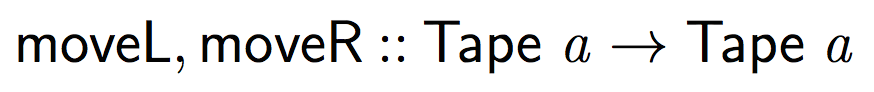 moveL, moveR :: Tape a → Tape a